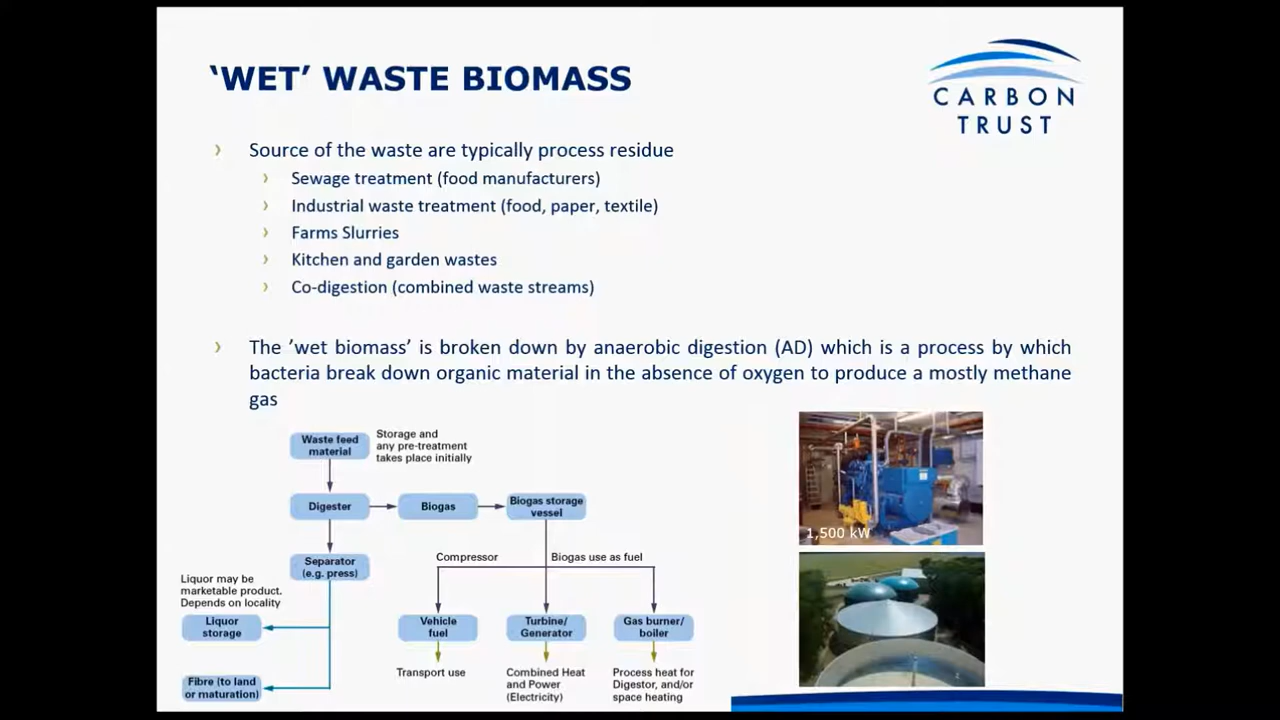 ‘WET’ WASTE BIOMASS
CARBON
TRUST
› Source of the waste are typically process residue
› Sewage treatment (food manufacturers)
› Industrial waste treatment (food, paper, textile)
› Farms Slurries
› Kitchen and garden wastes
› Co-digestion (combined waste streams)
› The ’wet biomass’ is broken down by anaerobic digestion (AD) which is a process by which
bacteria break down organic material in the absence of oxygen to produce a mostly methane
gas
Waste feed
material
Storage and
any pre-treatment
takes place initially
Digester
Biogas
Biogas storage
vessel
Separator
(e.g. press)
Compressor
Biogas use as fuel
Liquor may be
marketable product.
Depends on locality
Liquor
storage
Vehicle
fuel
Turbine/
Generator
Gas burner/
boiler
Fibre (to land
or maturation)
Transport use
Combined Heat
and Power
(Electricity)
Process heat for
Digestor, and/or
space heating
1,500 kW